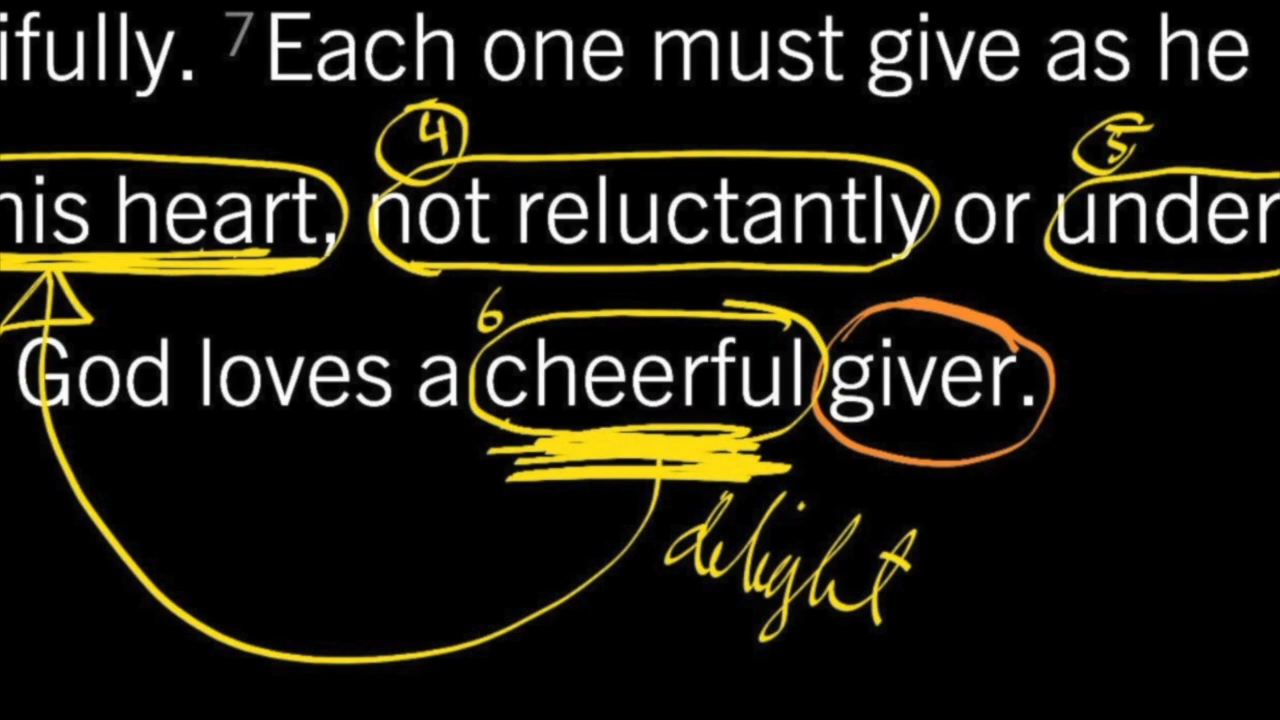 ifully. 7 Each one must give as he
4 5
his heart, not reluctantly or under
6
God loves a cheerful giver.
delight